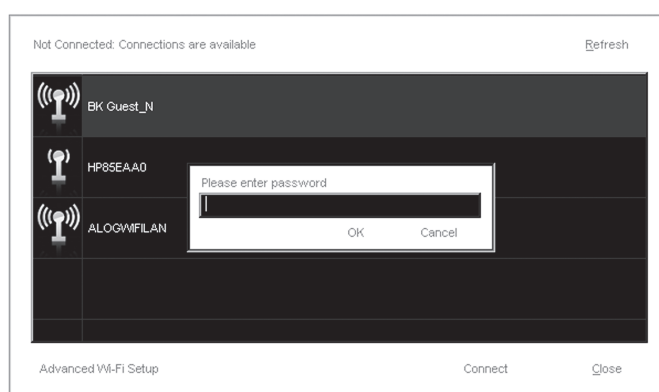 Not Connected: Connections are available
Refresh
BK Guest_N
HP85EAA0
Please enter password
ALOGWIFILAN
OK Cancel
Advanced Wi-Fi Setup
Connect
Close